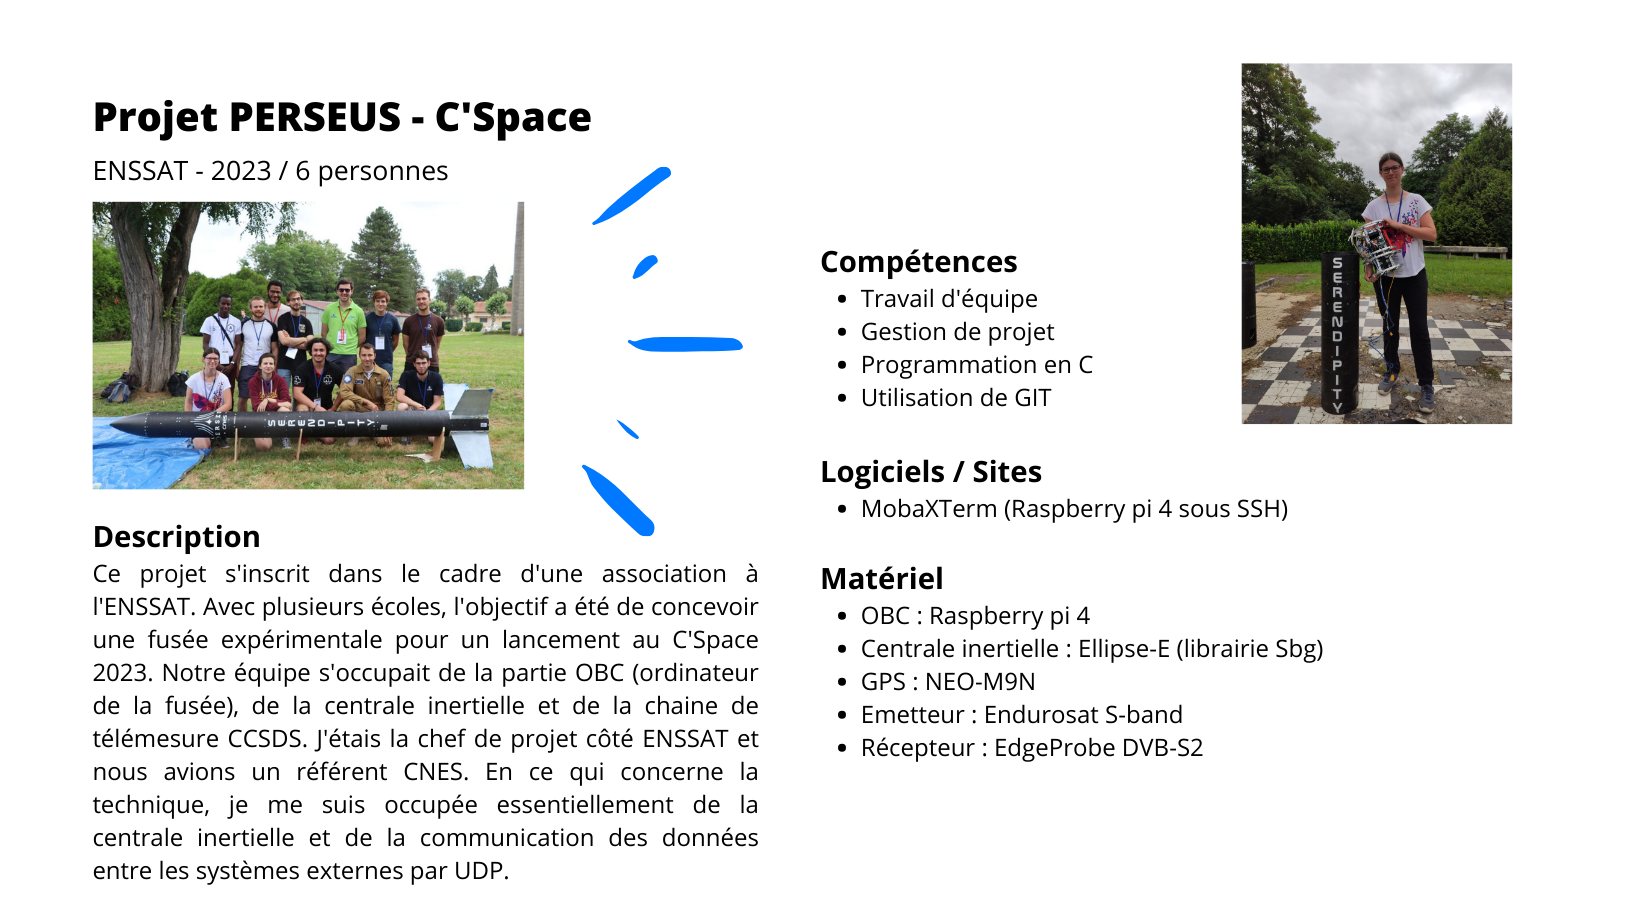 Projet PERSEUS - C'Space
ENSSAT - 2023 / 6 personnes
SERENDIPITY
Description
Ce projet s'inscrit dans le cadre d'une association à
l'ENSSAT. Avec plusieurs écoles, l'objectif a été de concevoir
une fusée expérimentale pour un lancement au C'Space
2023. Notre équipe s'occupait de la partie OBC (ordinateur
de la fusée), de la centrale inertielle et de la chaine de
télémesure CCSDS. J'étais la chef de projet côté ENSSAT et
nous avions un référent CNES. En ce qui concerne la
technique, je me suis occupée essentiellement de la
centrale inertielle et de la communication des données
entre les systèmes externes par UDP.
Compétences
• Travail d'équipe
• Gestion de projet
• Programmation en C
• Utilisation de GIT
Logiciels / Sites
• MobaXTerm (Raspberry pi 4 sous SSH)
Matériel
• OBC : Raspberry pi 4
• Centrale inertielle : Ellipse-E (librairie Sbg)
• GPS : NEO-M9N
• Emetteur : Endurosat S-band
• Récepteur : EdgeProbe DVB-S2
SERENDIPITY